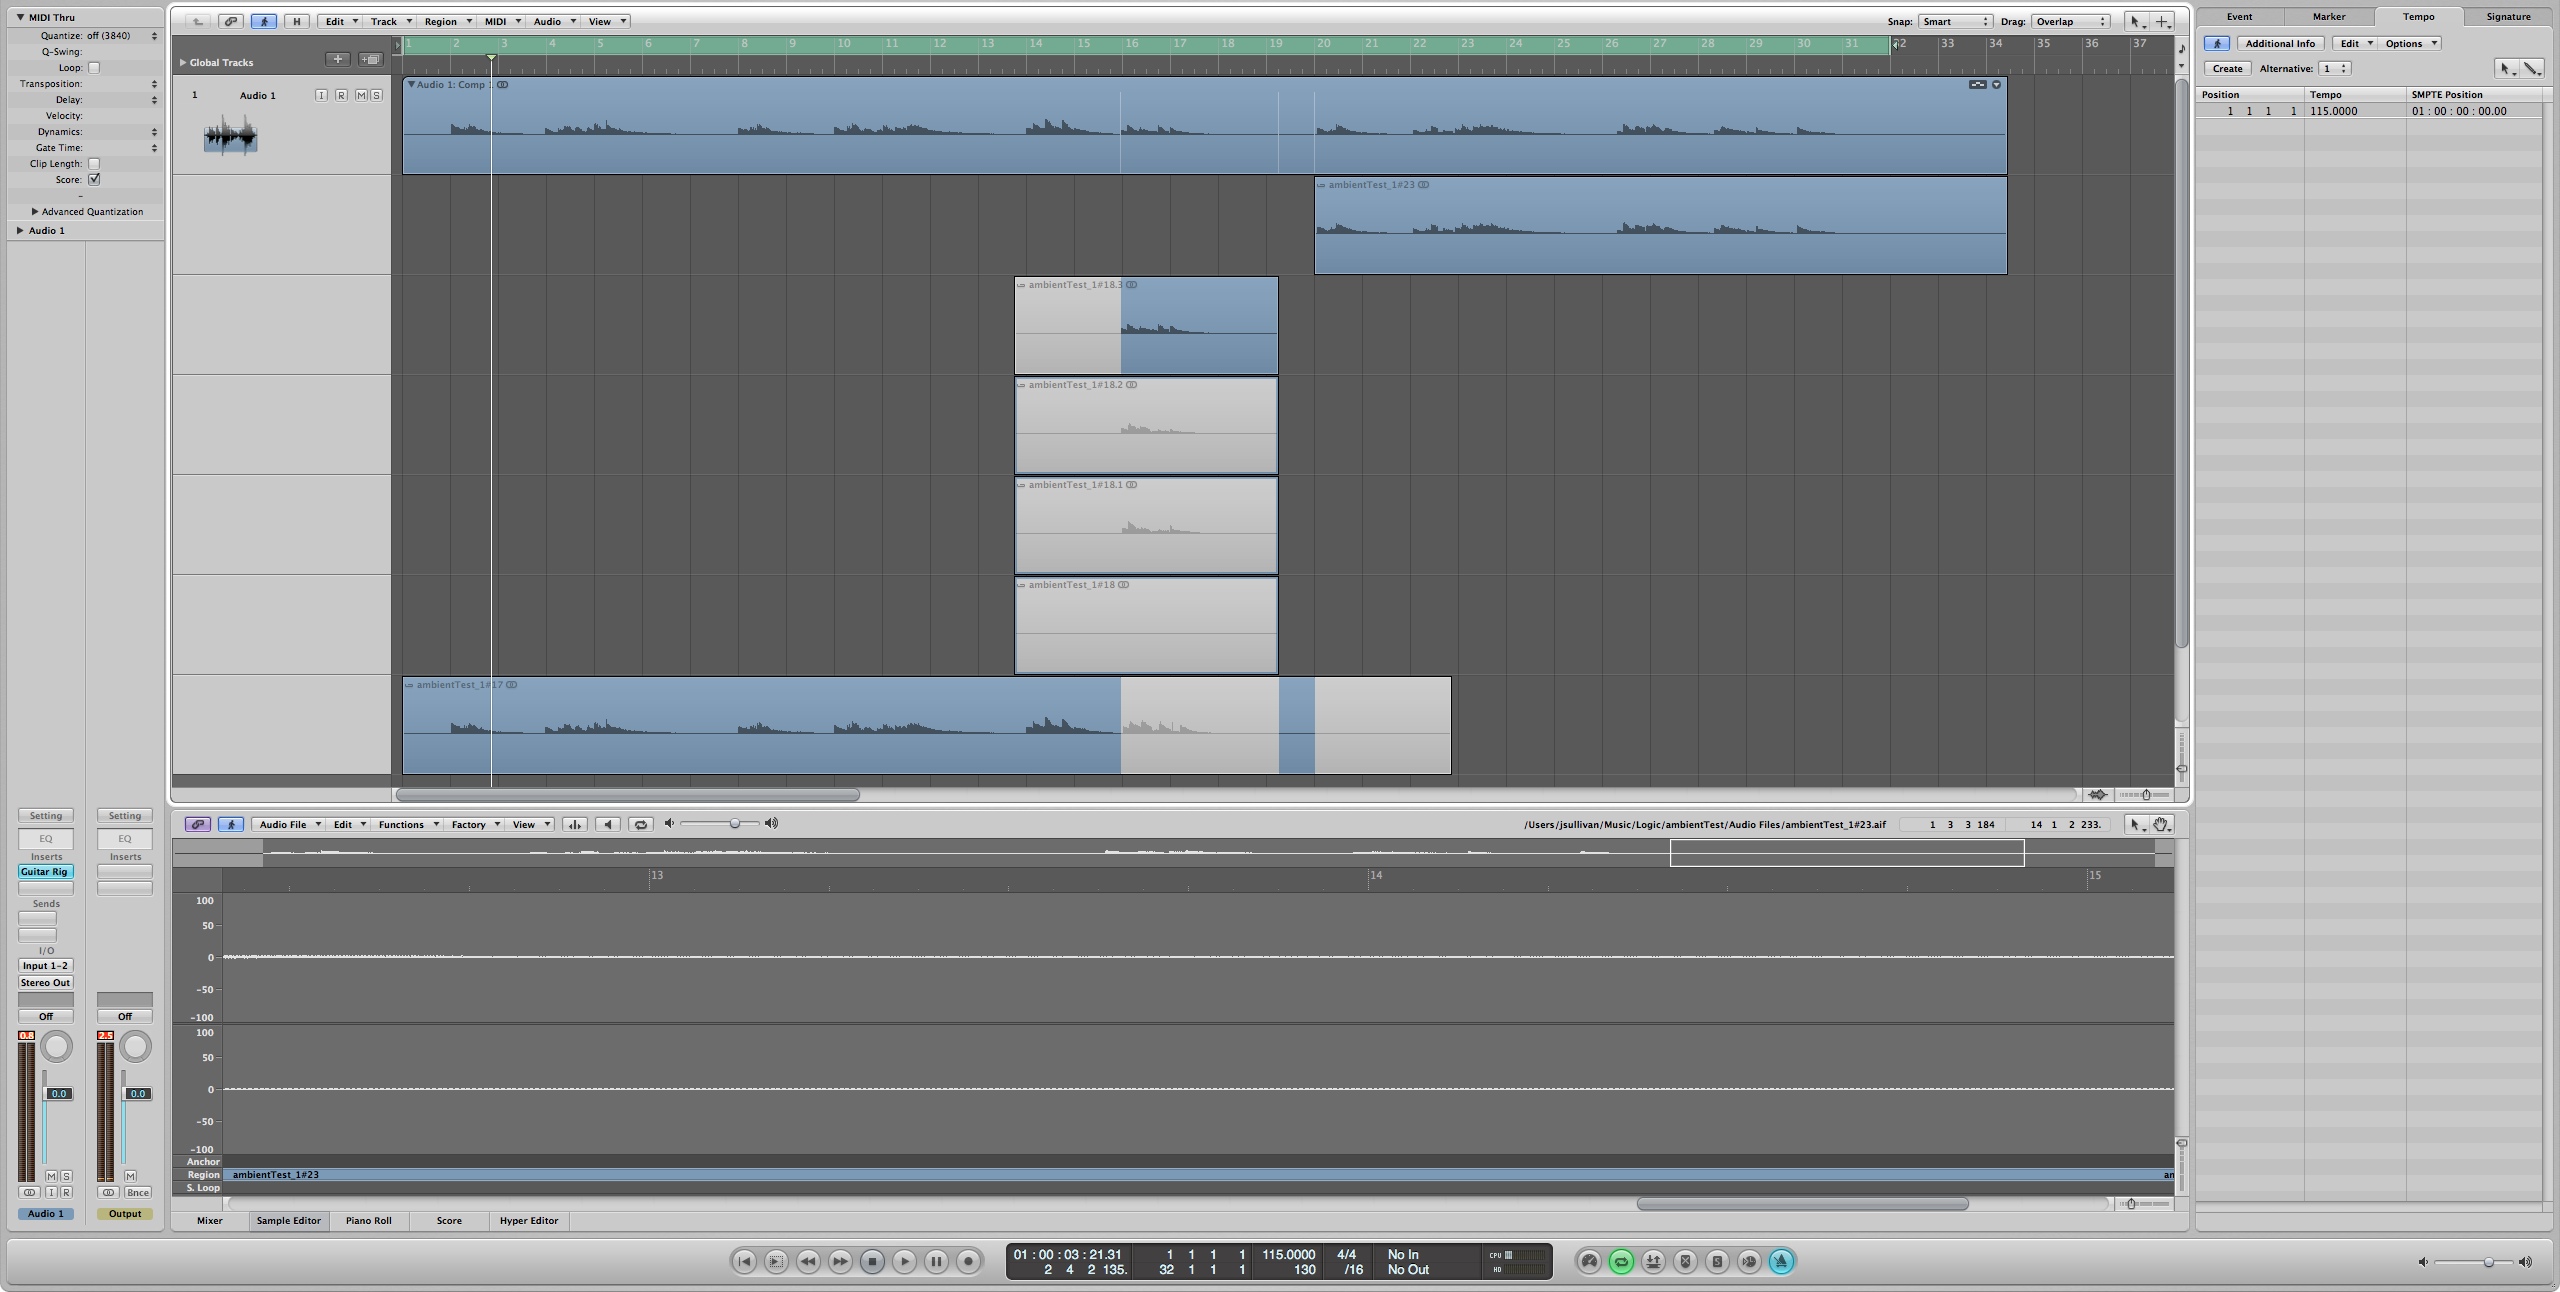 MIDI Thru
Quantize: off (3840)
Q-Swing:
Loop:
Transposition:
Delay:
Velocity:
Dynamics:
Gate Time:
Clip Length:
Score:
-
Advanced Quantization
Audio 1
H Edit Track Region MIDI Audio View
Snap: Smart Drag: Overlap
Global Tracks
1 2 3 4 5 6 7 8 9 10 11 12 13 14 15 16 17 18 19 20 21 22 23 24 25 26 27 28 29 30 31 32 33 34 35 36 37
1 Audio 1 I R M S
Audio 1: Comp
ambientTest_1#23
ambientTest_1#18.3
ambientTest_1#18.2
ambientTest_1#18.1
ambientTest_1#18
ambientTest_1#17
Event Marker Tempo Signature
Additional Info Edit Options
Create Alternative: 1
Position Tempo SMPTE Position
1 1 1 1 115.0000 01 : 00 : 00 : 00.00
Setting Setting
EQ EQ
Inserts Inserts
Guitar Rig
Sends
I/O
Input 1-2
Stereo Out
Off Off
0.8 2.5
0.0 0.0
M S M
I R Bnce
Audio 1 Output
Audio File Edit Functions Factory View
/Users/jsullivan/Music/Logic/ambientTest/Audio Files/ambientTest_1#23.aif 1 3 3 184 14 1 2 233.
13 14 15
100
50
0
-50
-100
100
50
0
-50
-100
Anchor
Region ambientTest_1#23 am
S. Loop
Mixer Sample Editor Piano Roll Score Hyper Editor
01 : 00 : 03 : 21.31 1 1 1 1 115.0000 4/4 No In CPU
2 4 2 135. 32 1 1 1 130 /16 No Out HD